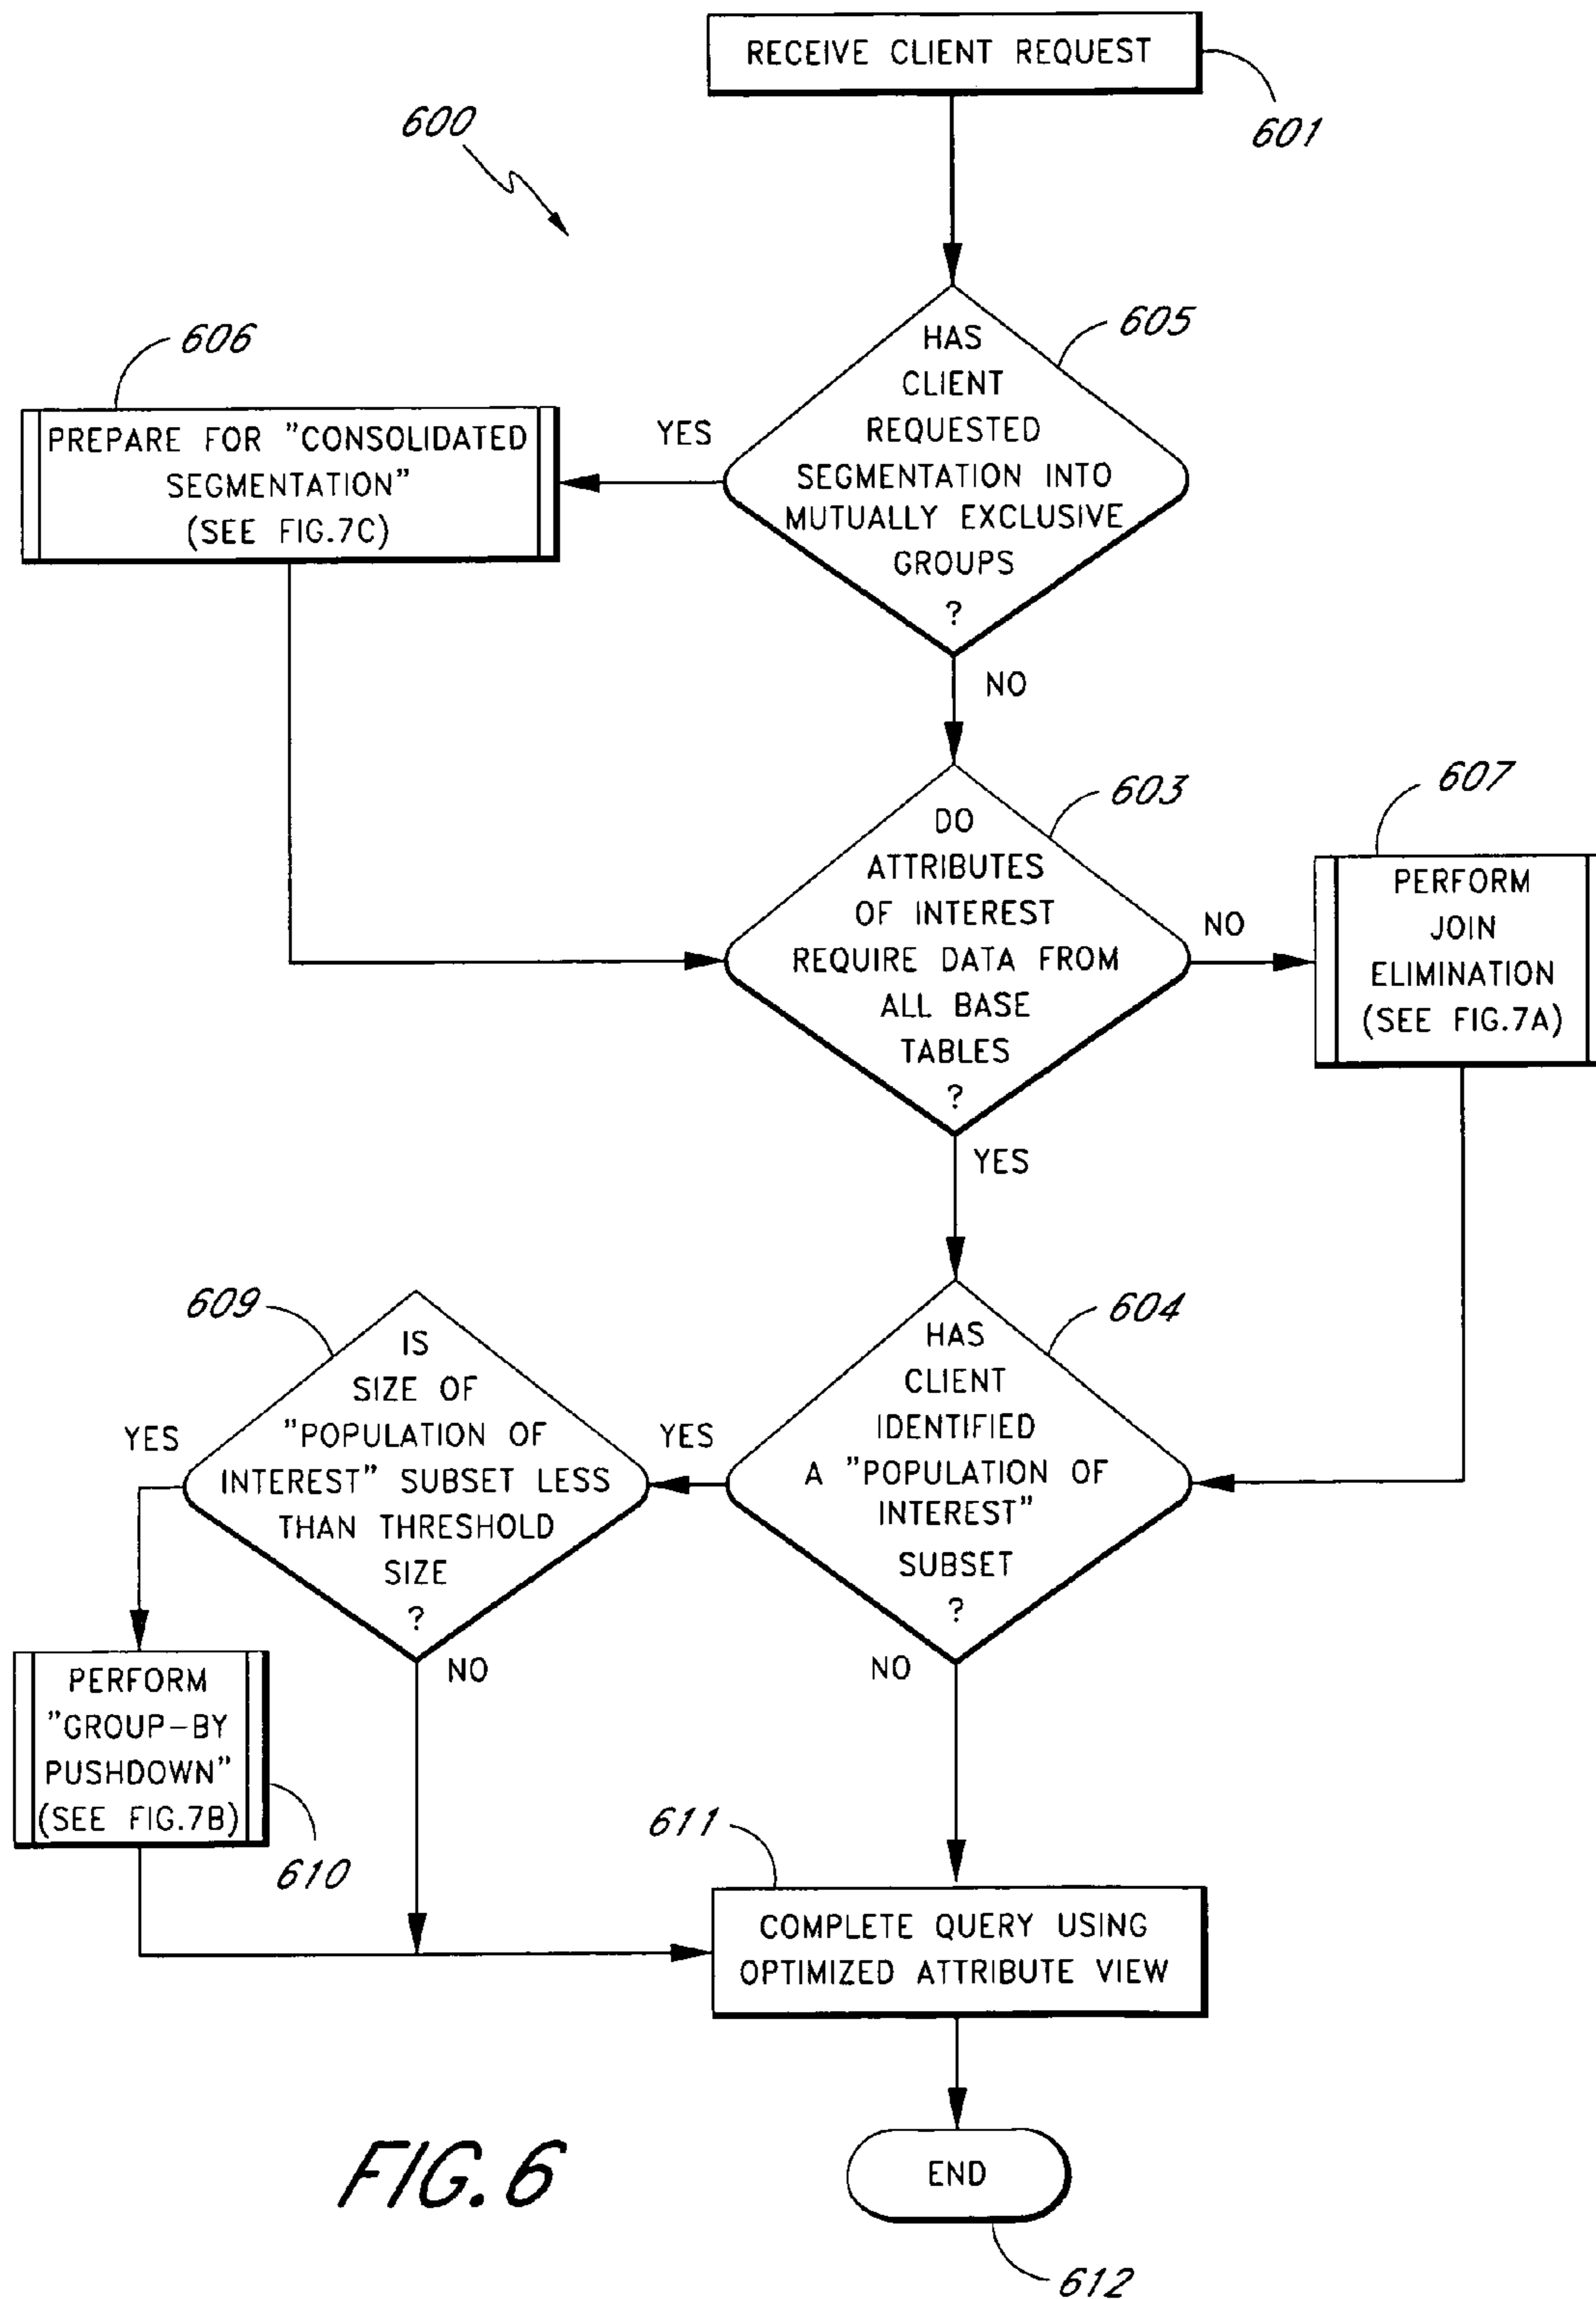 RECEIVE CLIENT REQUEST
601
600
605
HAS
CLIENT
REQUESTED
SEGMENTATION INTO
MUTUALLY EXCLUSIVE
GROUPS
?
YES
606
PREPARE FOR "CONSOLIDATED
SEGMENTATION"
(SEE FIG.7C)
NO
603
DO
ATTRIBUTES
OF INTEREST
REQUIRE DATA FROM
ALL BASE
TABLES
?
NO
607
PERFORM
JOIN
ELIMINATION
(SEE FIG.7A)
YES
604
HAS
CLIENT
IDENTIFIED
A "POPULATION OF
INTEREST"
SUBSET
?
YES
609
IS
SIZE OF
"POPULATION OF
INTEREST" SUBSET LESS
THAN THRESHOLD
SIZE
?
YES
NO
NO
PERFORM
"GROUP-BY
PUSHDOWN"
(SEE FIG.7B)
610
611
COMPLETE QUERY USING
OPTIMIZED ATTRIBUTE VIEW
END
612
FIG. 6